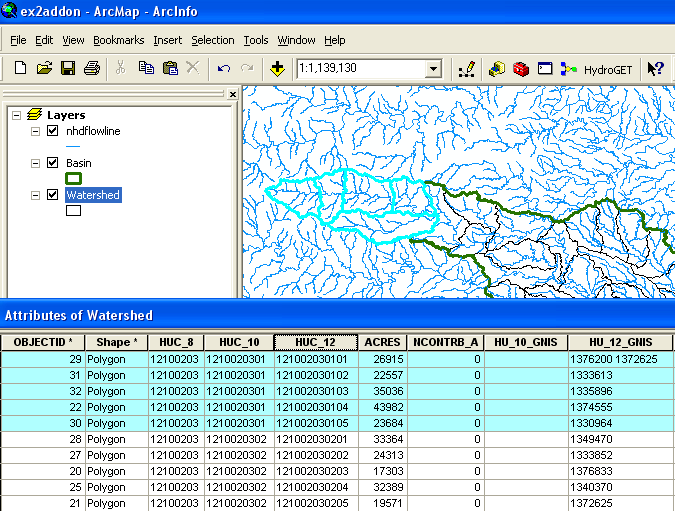 ex2addon - ArcMap - ArcInfo
File Edit View Bookmarks Insert Selection Tools Window Help
1:1,139,130 HydroGET
Layers
nhdflowline
Basin
Watershed
Attributes of Watershed
OBJECTID * Shape * HUC_8 HUC_10 HUC_12 ACRES NCONTRB_A HU_10_GNIS HU_12_GNIS
29 Polygon 12100203 1210020301 121002030101 26915 0 1376200 1372625
31 Polygon 12100203 1210020301 121002030102 22557 0 1333613
32 Polygon 12100203 1210020301 121002030103 35036 0 1335896
22 Polygon 12100203 1210020301 121002030104 43982 0 1374555
30 Polygon 12100203 1210020301 121002030105 23684 0 1330964
28 Polygon 12100203 1210020302 121002030201 33364 0 1349470
27 Polygon 12100203 1210020302 121002030202 24313 0 1333852
20 Polygon 12100203 1210020302 121002030203 17303 0 1376833
25 Polygon 12100203 1210020302 121002030204 32389 0 1340370
21 Polygon 12100203 1210020302 121002030205 19571 0 1372625